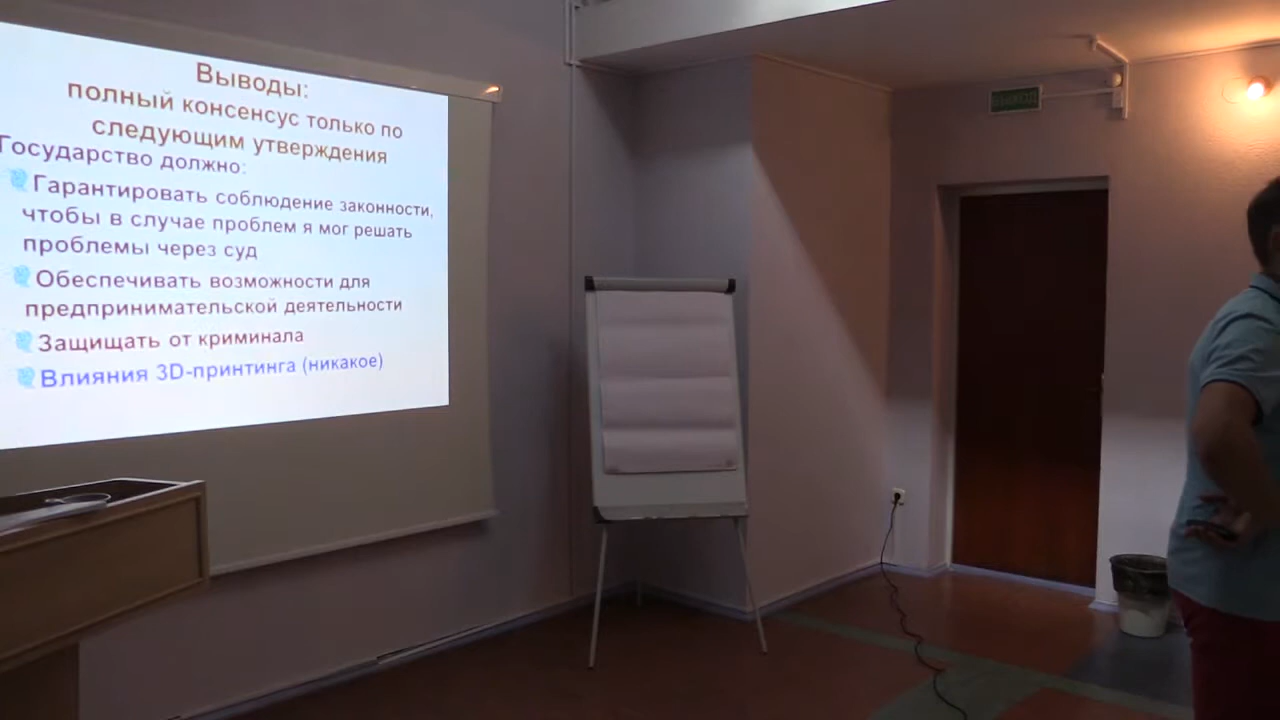 Выводы:
полный консенсус только по
следующим утверждения
Государство должно:
Гарантировать соблюдение законности,
чтобы в случае проблем я мог решать
проблемы через суд
Обеспечивать возможности для
предпринимательской деятельности
Защищать от криминала
Влияния 3D-принтинга (никакое)
ВЫХОД